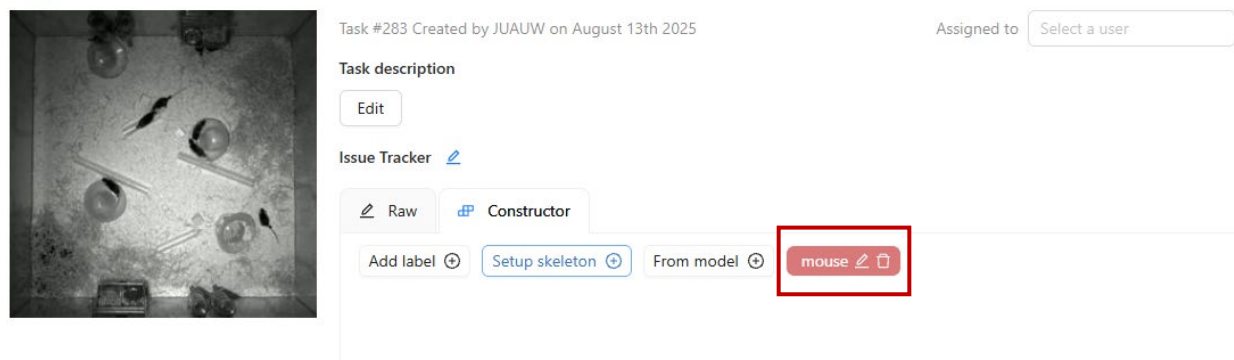 Task #283 Created by JUAUW on August 13th 2025
Assigned to
Select a user
Task description
Edit
Issue Tracker
Raw
Constructor
Add label
Setup skeleton
From model
mouse